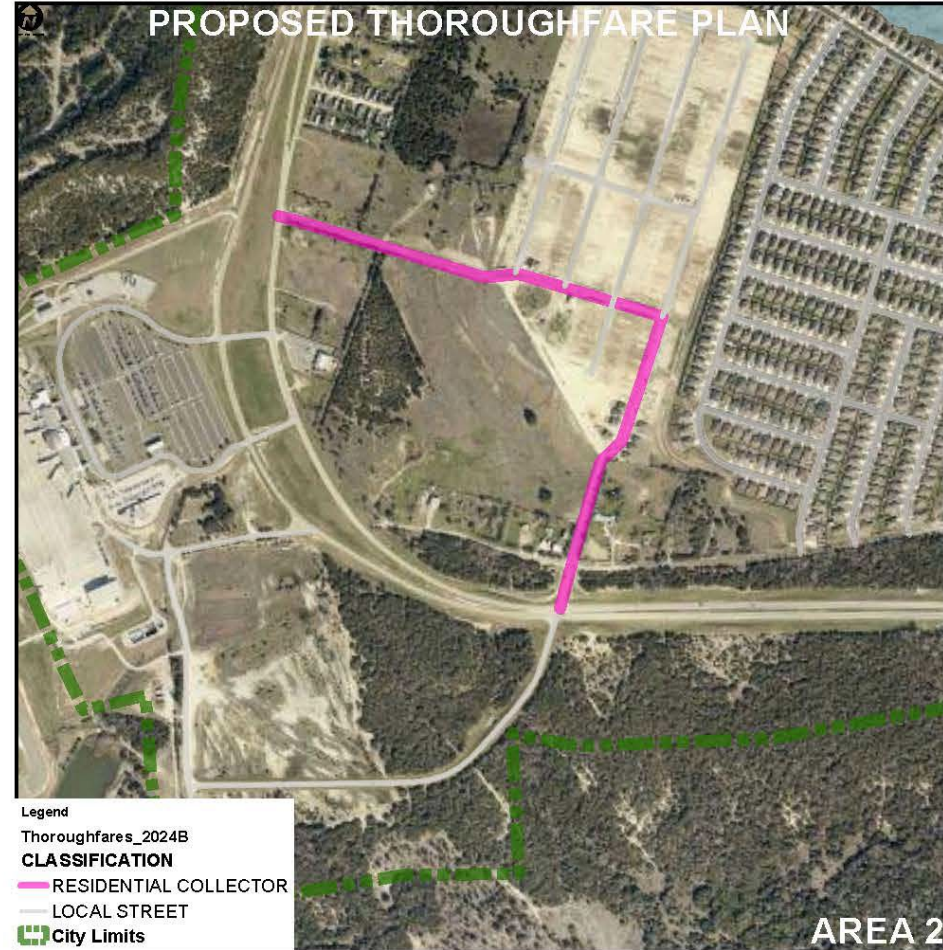 N
PROPOSED THOROUGHFARE PLAN
Legend
Thoroughfares_2024B
CLASSIFICATION
RESIDENTIAL COLLECTOR
LOCAL STREET
City Limits
AREA 2